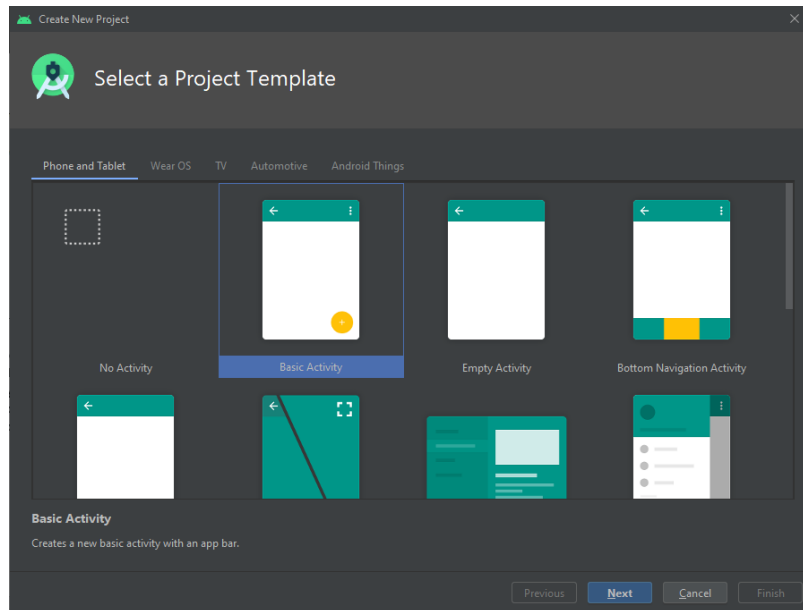 Create New Project
Select a Project Template
Phone and Tablet
Wear OS
TV
Automotive
Android Things
No Activity
Basic Activity
Empty Activity
Bottom Navigation Activity
Basic Activity
Creates a new basic activity with an app bar.
Previous
Next
Cancel
Finish